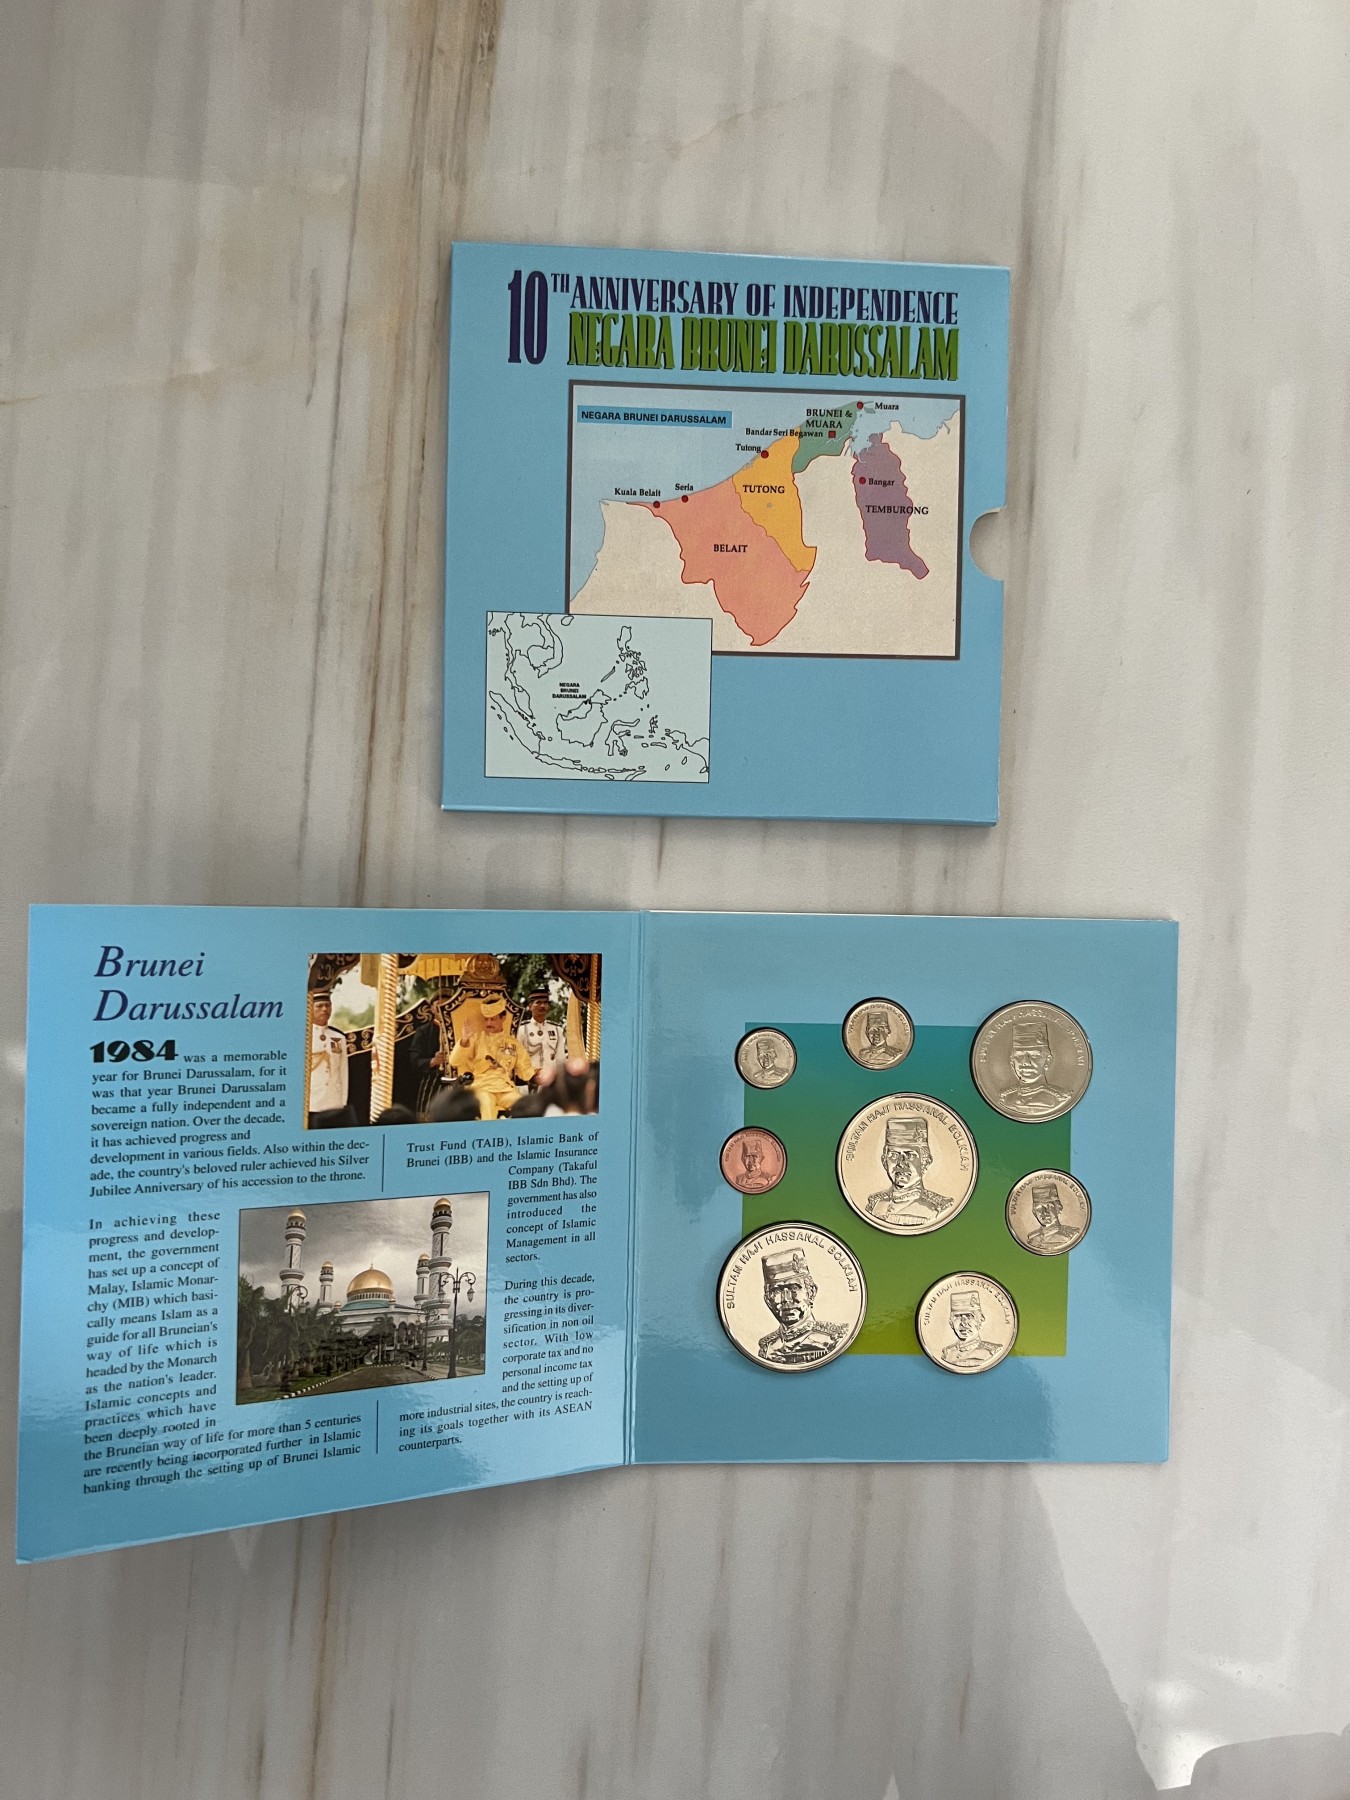 10TH ANNIVERSARY OF INDEPENDENCE
NEGARA BRUNEI DARUSSALAM
NEGARA BRUNEI DARUSSALAM
BRUNEI &
MUARA
Muara
Bandar Seri Begawan
Tutong
Seria
Kuala Belait
TUTONG
Bangar
TEMBURONG
BELAIT
NEGARA
BRUNEI
DARUSSALAM
Brunei
Darussalam
1984 was a memorable
year for Brunei Darussalam, for it
was that year Brunei Darussalam
became a fully independent and a
sovereign nation. Over the decade,
it has achieved progress and
development in various fields. Also within the dec-
ade, the country's beloved ruler achieved his Silver
Jubilee Anniversary of his accession to the throne.
In achieving these
progress and develop-
ment, the government
has set up a concept of
Malay, Islamic Monar-
chy (MIB) which basi-
cally means Islam as a
guide for all Bruneian's
way of life which is
headed by the Monarch
as the nation's leader.
Islamic concepts and
practices which have
been deeply rooted in
the Bruneian way of life for more than 5 centuries
are recently being incorporated further in Islamic
banking through the setting up of Brunei Islamic
Trust Fund (TAIB), Islamic Bank of
Brunei (IBB) and the Islamic Insurance
Company (Takaful
IBB Sdn Bhd). The
government has also
introduced the
concept of Islamic
Management in all
sectors.
During this decade,
the country is pro-
gressing in its diver-
sification in non oil
sector. With low
corporate tax and no
personal income tax
and the setting up of
more industrial sites, the country is reach-
ing its goals together with its ASEAN
counterparts.
SULTAN HAJI HASSANAL BOLKIAH
SULTAN HAJI HASSANAL BOLKIAH
SULTAN HAJI HASSANAL BOLKIAH
SULTAN HAJI HASSANAL BOLKIAH
SULTAN HAJI HASSANAL BOLKIAH